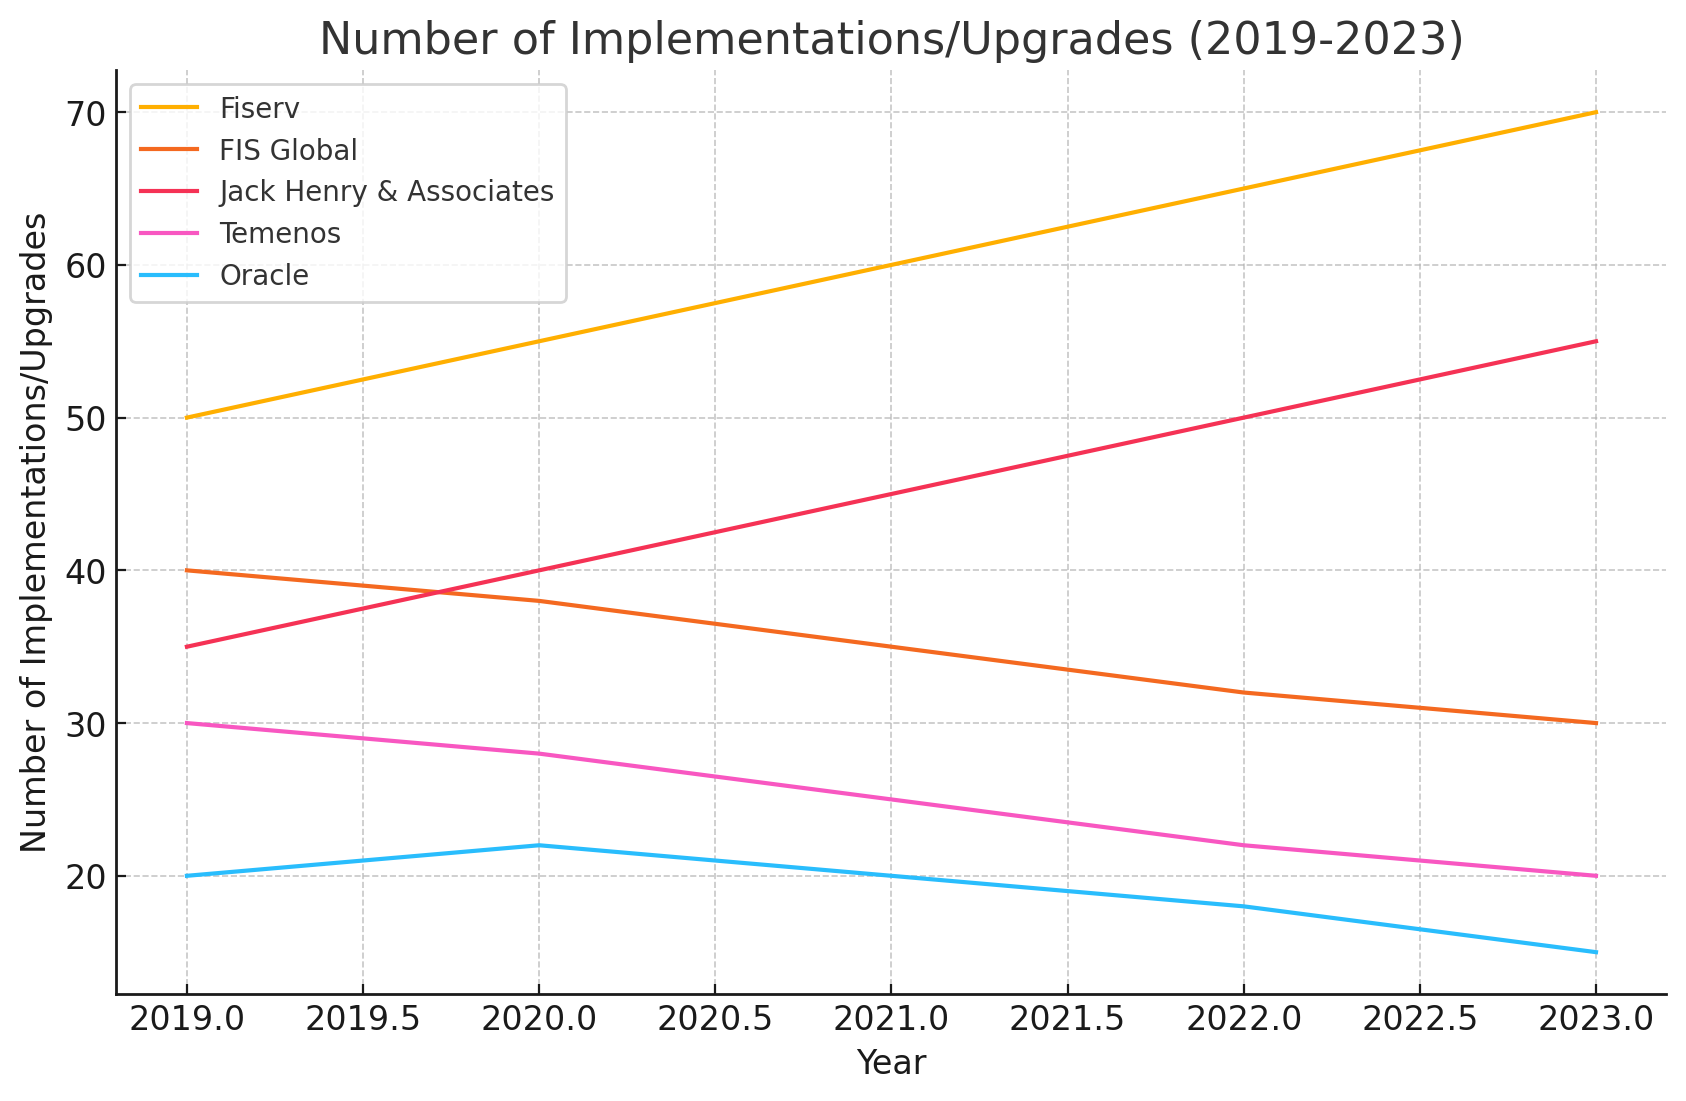 Number of Implementations/Upgrades (2019-2023)
Fiserv
FIS Global
Jack Henry & Associates
Temenos
Oracle
Number of Implementations/Upgrades
70
60
50
40
30
20
2019.0 2019.5 2020.0 2020.5 2021.0 2021.5 2022.0 2022.5 2023.0
Year